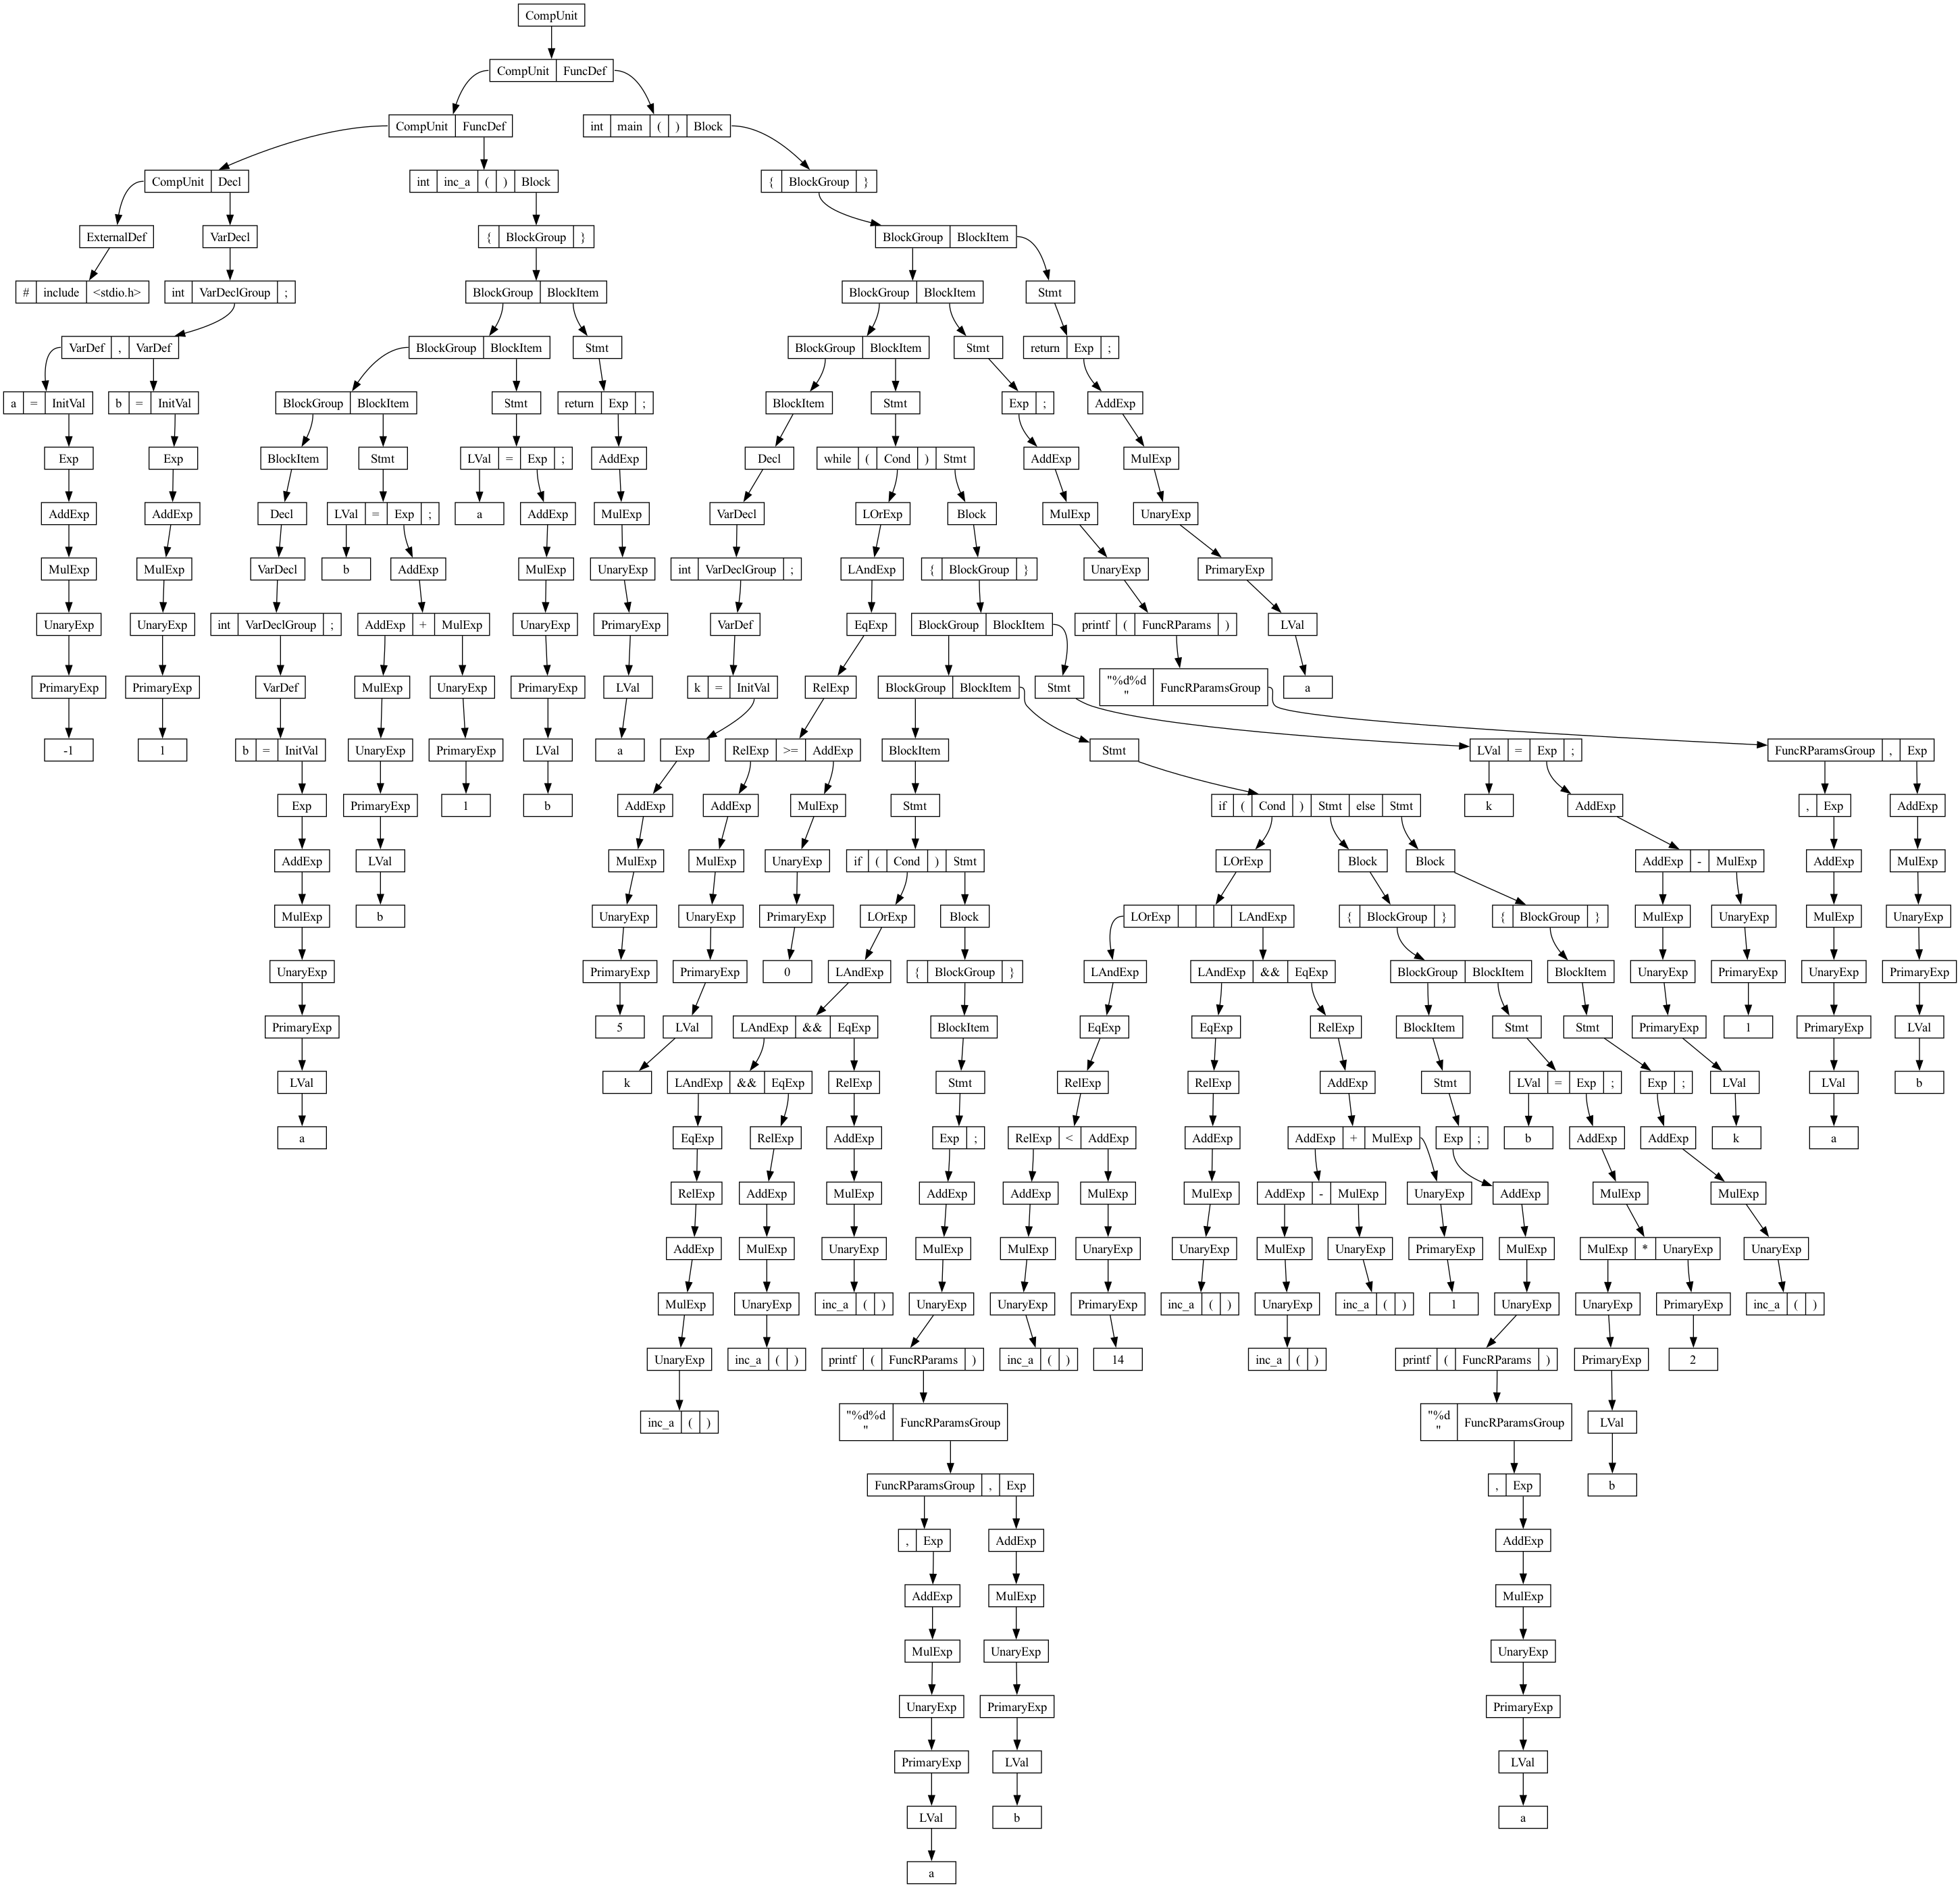 CompUnit
CompUnit FuncDef
CompUnit FuncDef int main ( ) Block
CompUnit Decl int inc_a ( ) Block { BlockGroup }
ExternalDef VarDecl { BlockGroup } BlockGroup BlockItem
# include <stdio.h> int VarDeclGroup ; BlockGroup BlockItem BlockGroup BlockItem Stmt
VarDef , VarDef BlockGroup BlockItem Stmt BlockGroup BlockItem Stmt return Exp ;
a = InitVal b = InitVal BlockGroup BlockItem Stmt return Exp ; BlockItem Stmt Exp ; AddExp
Exp Exp BlockItem Stmt LVal = Exp ; AddExp Decl while ( Cond ) Stmt AddExp MulExp
AddExp AddExp Decl LVal = Exp ; a AddExp MulExp VarDecl LOrExp Block MulExp UnaryExp
MulExp MulExp VarDecl b AddExp MulExp UnaryExp int VarDeclGroup ; LAndExp { BlockGroup } UnaryExp PrimaryExp
UnaryExp UnaryExp int VarDeclGroup ; AddExp + MulExp UnaryExp PrimaryExp VarDef EqExp BlockGroup BlockItem printf ( FuncRParams ) LVal
PrimaryExp PrimaryExp VarDef MulExp UnaryExp PrimaryExp LVal k = InitVal RelExp BlockGroup BlockItem Stmt "%d%d
" FuncRParamsGroup a
-1 1 b = InitVal UnaryExp PrimaryExp LVal a Exp RelExp >= AddExp BlockItem Stmt LVal = Exp ; FuncRParamsGroup , Exp
Exp PrimaryExp 1 b AddExp AddExp MulExp Stmt if ( Cond ) Stmt else Stmt k AddExp , Exp AddExp
AddExp LVal MulExp MulExp UnaryExp if ( Cond ) Stmt LOrExp Block Block AddExp - MulExp AddExp MulExp
MulExp b UnaryExp UnaryExp PrimaryExp LOrExp Block LOrExp | | LAndExp { BlockGroup } { BlockGroup } MulExp UnaryExp MulExp UnaryExp
UnaryExp PrimaryExp PrimaryExp 0 LAndExp { BlockGroup } LAndExp LAndExp && EqExp BlockGroup BlockItem BlockItem UnaryExp PrimaryExp UnaryExp PrimaryExp
PrimaryExp 5 LVal LAndExp && EqExp BlockItem EqExp EqExp RelExp BlockItem Stmt Stmt PrimaryExp 1 PrimaryExp LVal
LVal k LAndExp && EqExp RelExp Stmt RelExp RelExp AddExp Stmt LVal = Exp ; Exp ; LVal LVal b
a EqExp RelExp AddExp Exp ; RelExp < AddExp AddExp AddExp + MulExp Exp ; b AddExp AddExp k a
RelExp AddExp MulExp AddExp AddExp MulExp MulExp AddExp - MulExp UnaryExp AddExp MulExp MulExp
AddExp MulExp UnaryExp MulExp MulExp UnaryExp UnaryExp MulExp UnaryExp PrimaryExp MulExp MulExp * UnaryExp UnaryExp
MulExp UnaryExp inc_a ( ) UnaryExp UnaryExp PrimaryExp inc_a ( ) UnaryExp inc_a ( ) 1 UnaryExp UnaryExp PrimaryExp inc_a ( )
UnaryExp inc_a ( ) printf ( FuncRParams ) inc_a ( ) 14 inc_a ( ) printf ( FuncRParams ) PrimaryExp 2
inc_a ( ) "%d%d
" FuncRParamsGroup "%d
" FuncRParamsGroup LVal
FuncRParamsGroup , Exp , Exp b
, Exp AddExp AddExp
AddExp MulExp MulExp
MulExp UnaryExp UnaryExp
UnaryExp PrimaryExp PrimaryExp
PrimaryExp LVal LVal
LVal b a
a